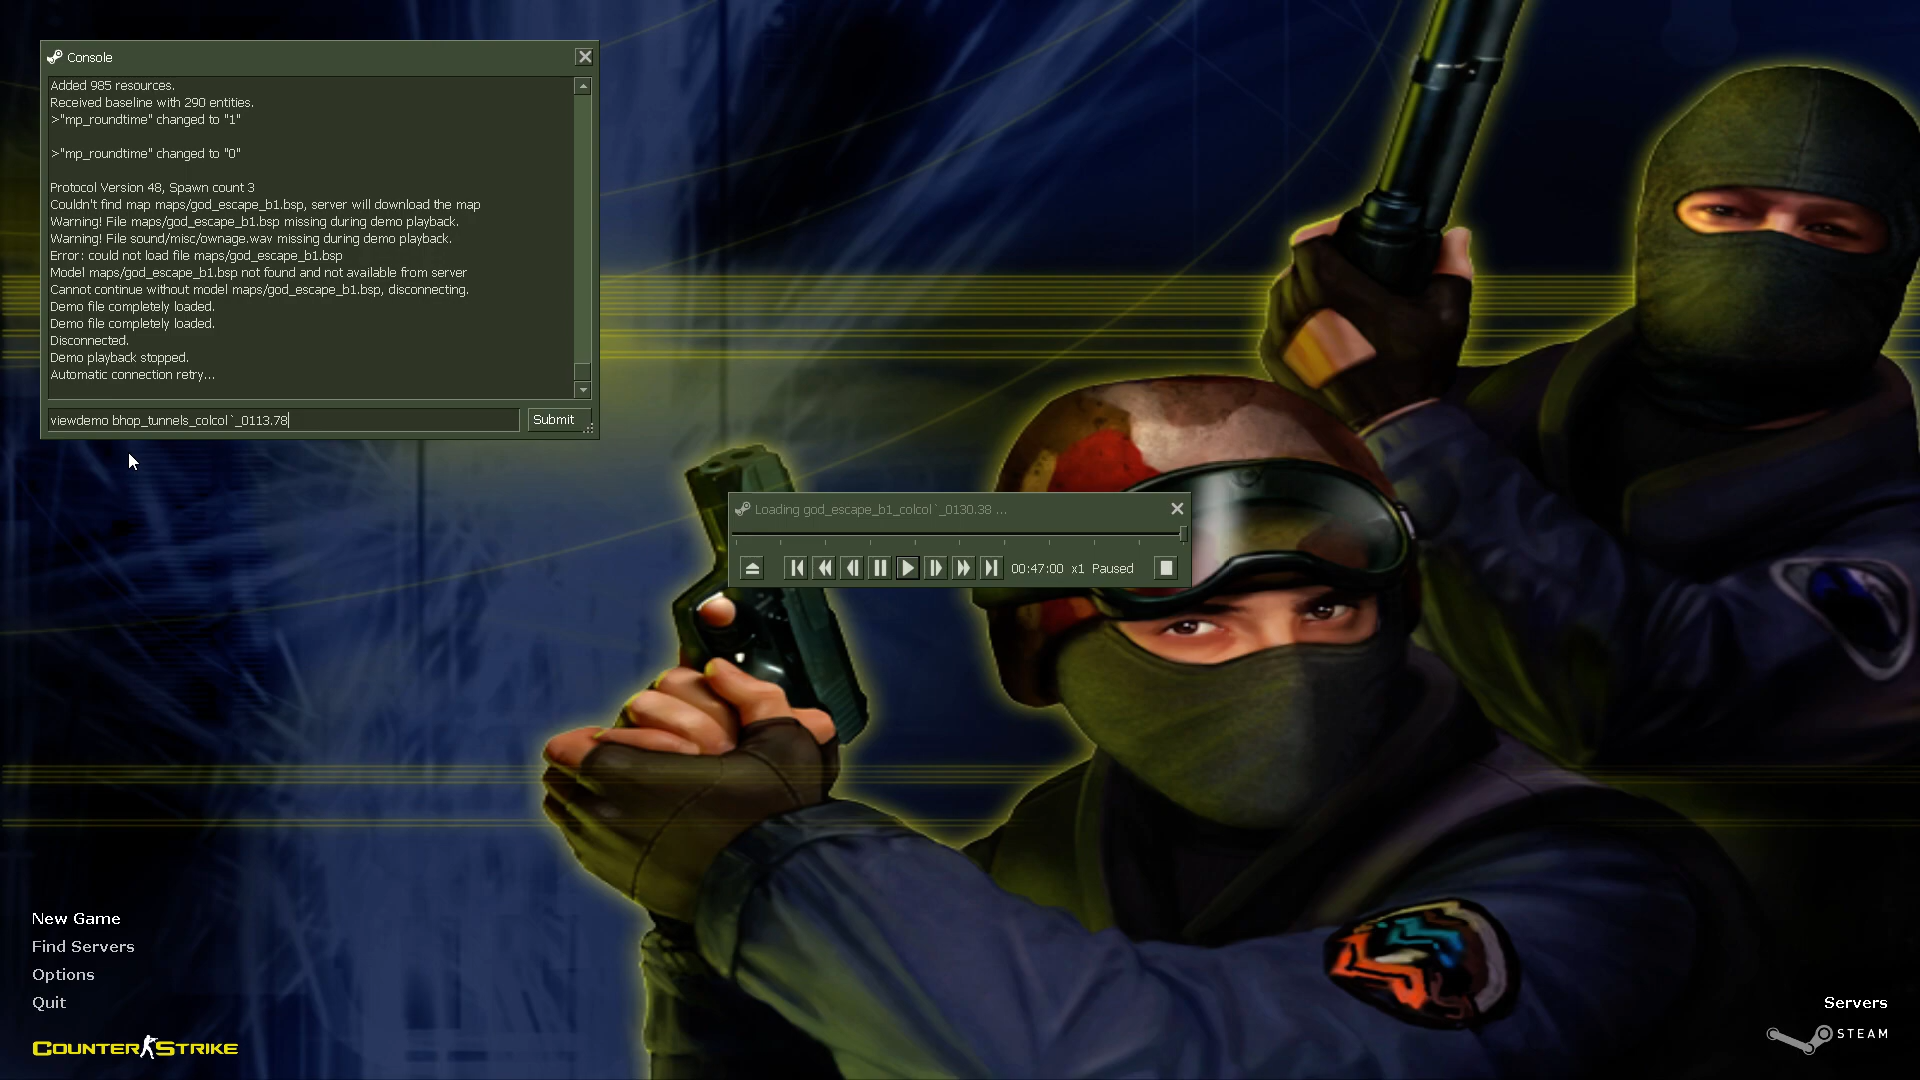 Console
Added 985 resources.
Received baseline with 290 entities.
>"mp_roundtime" changed to "1"
>"mp_roundtime" changed to "0"
Protocol Version 48, Spawn count 3
Couldn't find map maps/god_escape_b1.bsp, server will download the map
Warning! File maps/god_escape_b1.bsp missing during demo playback.
Warning! File sound/misc/ownage.wav missing during demo playback.
Error: could not load file maps/god_escape_b1.bsp
Model maps/god_escape_b1.bsp not found and not available from server
Cannot continue without model maps/god_escape_b1.bsp, disconnecting.
Demo file completely loaded.
Demo file completely loaded.
Disconnected.
Demo playback stopped.
Automatic connection retry...
viewdemo bhop_tunnels_colcol`_0113.78
Submit
Loading god_escape_b1_colcol`_0130.38 ...
00:47:00 x1 Paused
New Game
Find Servers
Options
Quit
Counter Strike
Servers
STEAM